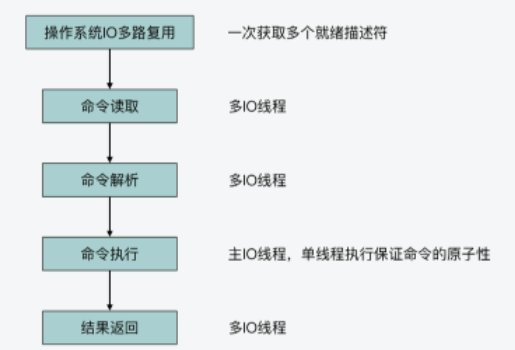 操作系统IO多路复用 一次获取多个就绪描述符
命令读取 多IO线程
命令解析 多IO线程
命令执行 主IO线程，单线程执行保证命令的原子性
结果返回 多IO线程